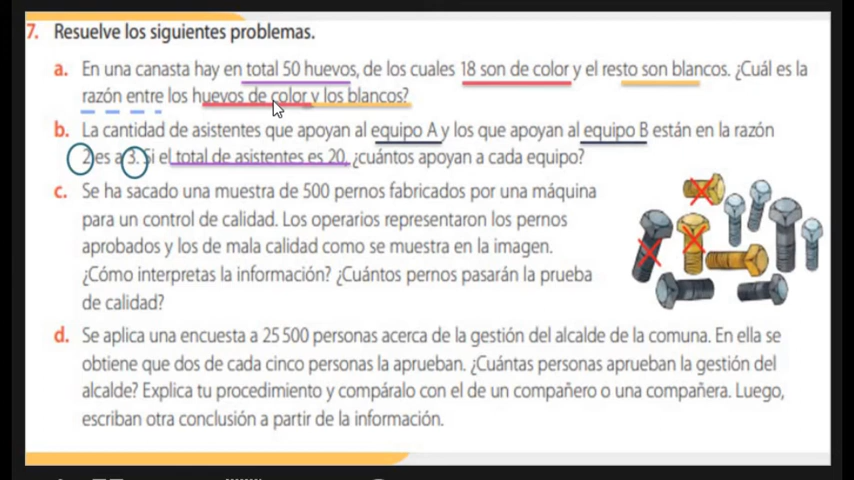 7. Resuelve los siguientes problemas.
a. En una canasta hay en total 50 huevos, de los cuales 18 son de color y el resto son blancos. ¿Cuál es la
razón entre los huevos de color y los blancos?
b. La cantidad de asistentes que apoyan al equipo A y los que apoyan al equipo B están en la razón
2 es a 3. Si el total de asistentes es 20, ¿cuántos apoyan a cada equipo?
c. Se ha sacado una muestra de 500 pernos fabricados por una máquina
para un control de calidad. Los operarios representaron los pernos
aprobados y los de mala calidad como se muestra en la imagen.
¿Cómo interpretas la información? ¿Cuántos pernos pasarán la prueba
de calidad?
d. Se aplica una encuesta a 25 500 personas acerca de la gestión del alcalde de la comuna. En ella se
obtiene que dos de cada cinco personas la aprueban. ¿Cuántas personas aprueban la gestión del
alcalde? Explica tu procedimiento y compáralo con el de un compañero o una compañera. Luego,
escriban otra conclusión a partir de la información.